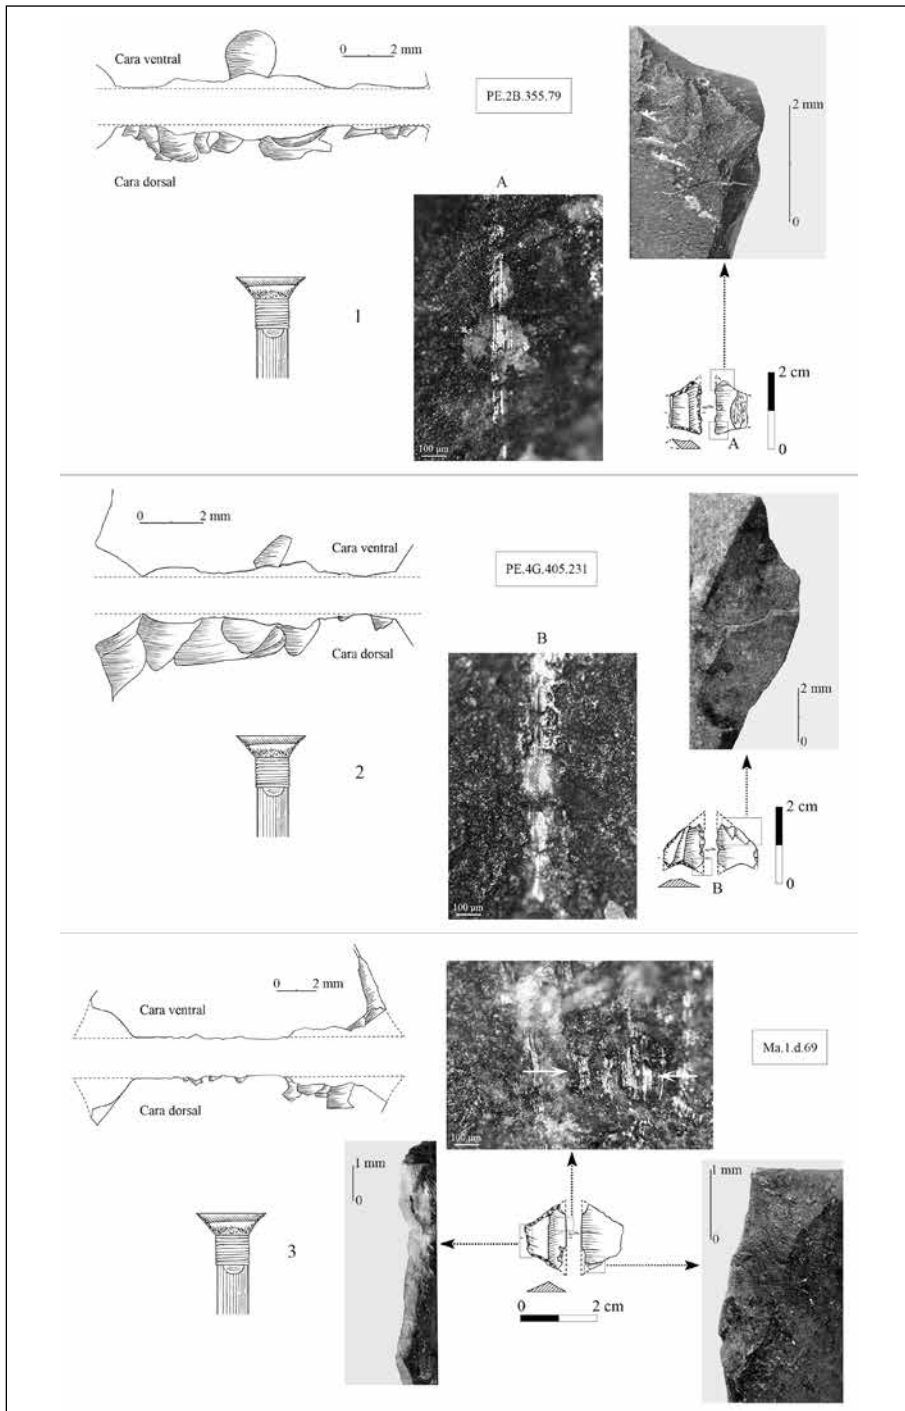 Cara ventral
0 2 mm
PE.2B.355.79
2 mm
0
Cara dorsal
A
1
100 µm
2 cm
0
A
0 2 mm
Cara ventral
PE.4G.405.231
Cara dorsal
B
2 mm
0
2
100 µm
2 cm
0
B
0 2 mm
Cara ventral
Ma.1.d.69
Cara dorsal
100 µm
1 mm
0
1 mm
0
3
0 2 cm